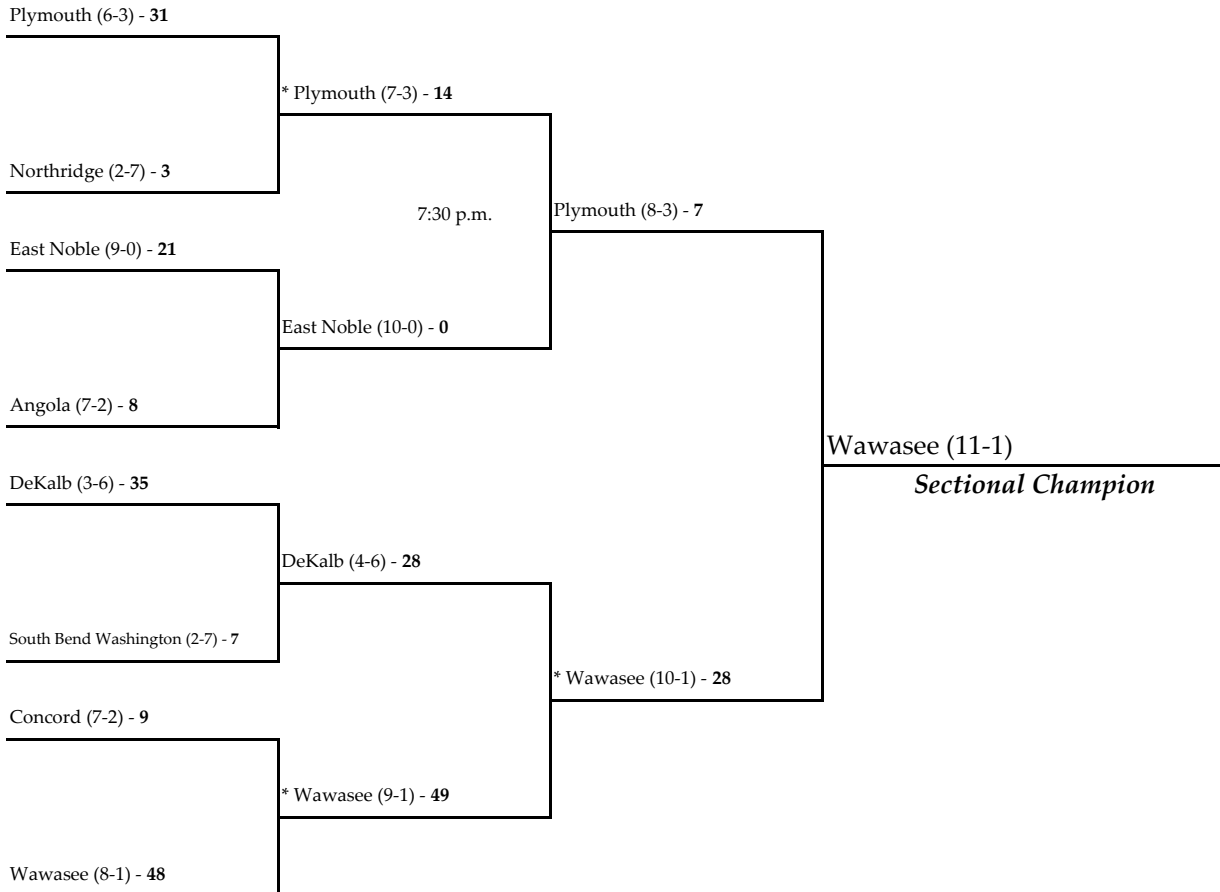 Plymouth (6-3) - 31
* Plymouth (7-3) - 14
Northridge (2-7) - 3
7:30 p.m.
Plymouth (8-3) - 7
East Noble (9-0) - 21
East Noble (10-0) - 0
Angola (7-2) - 8
Wawasee (11-1)
Sectional Champion
DeKalb (3-6) - 35
DeKalb (4-6) - 28
South Bend Washington (2-7) - 7
* Wawasee (10-1) - 28
Concord (7-2) - 9
* Wawasee (9-1) - 49
Wawasee (8-1) - 48